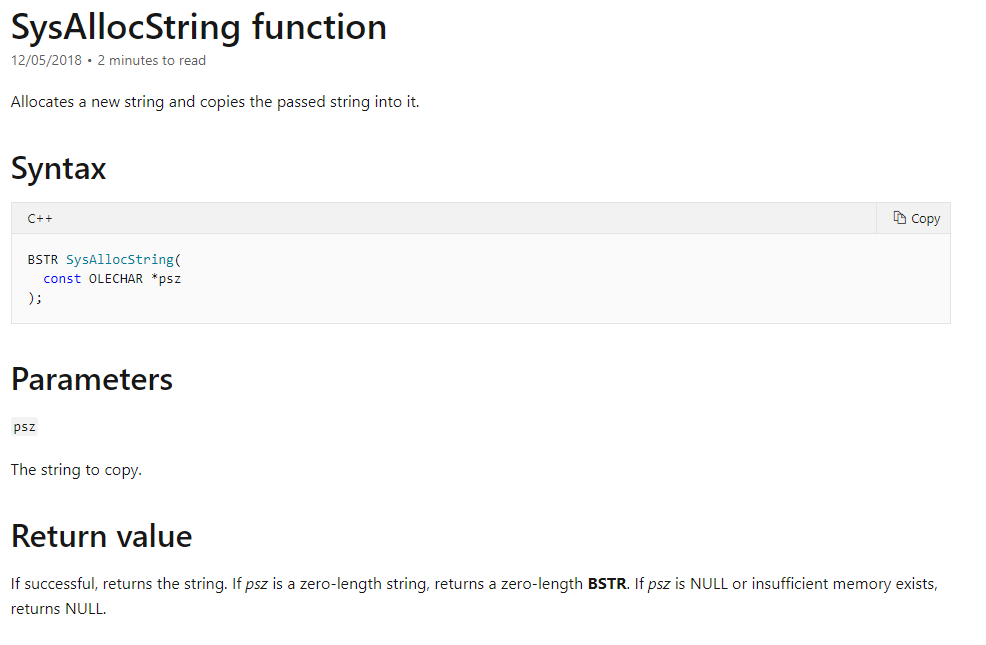 SysAllocString function
12/05/2018 • 2 minutes to read
Allocates a new string and copies the passed string into it.
Syntax
C++
Copy
BSTR SysAllocString(
  const OLECHAR *psz
);
Parameters
psz
The string to copy.
Return value
If successful, returns the string. If psz is a zero-length string, returns a zero-length BSTR. If psz is NULL or insufficient memory exists,
returns NULL.